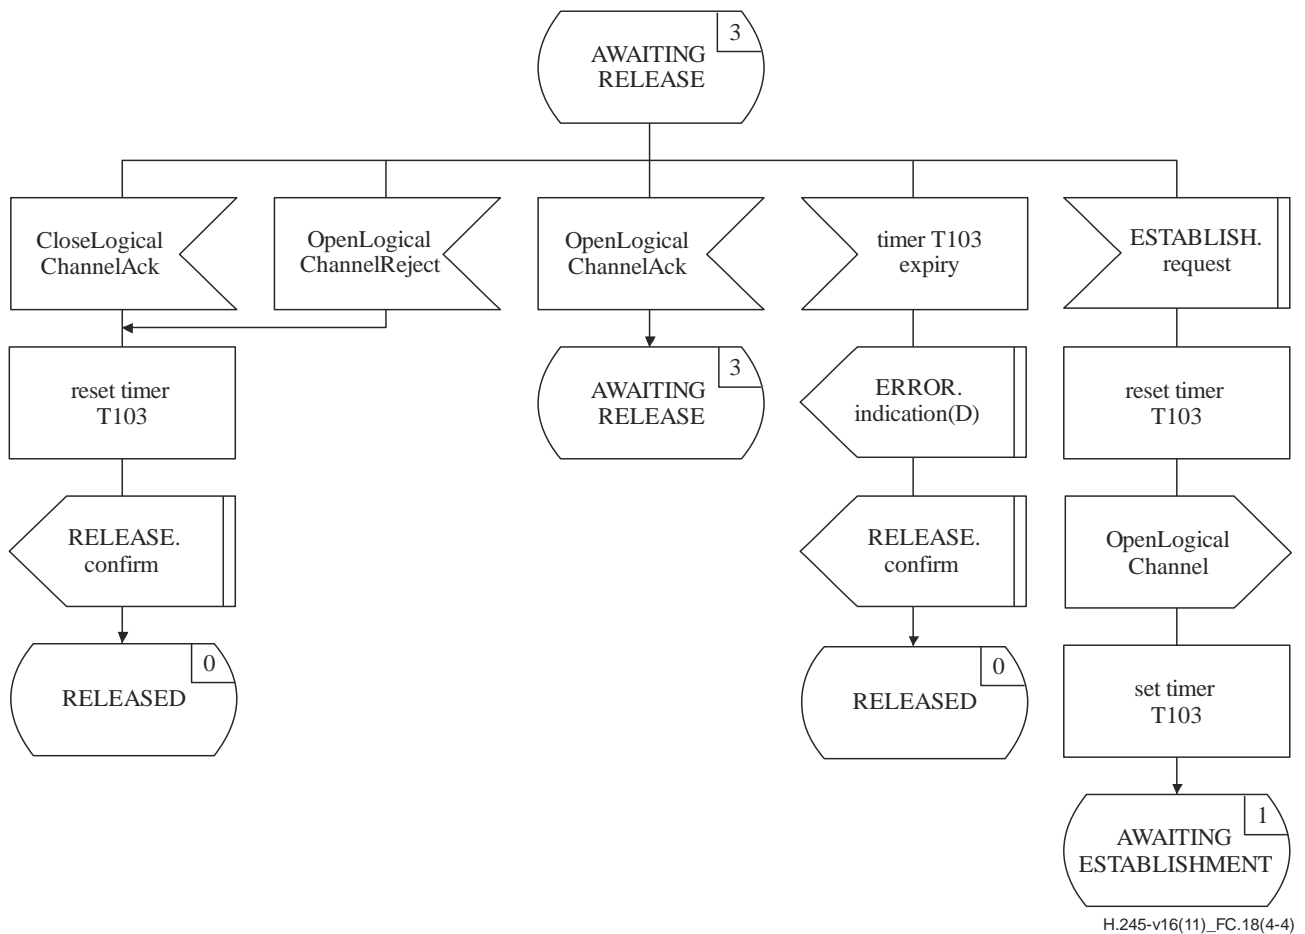 3
AWAITING
RELEASE
CloseLogical
ChannelAck
OpenLogical
ChannelReject
OpenLogical
ChannelAck
timer T103
expiry
ESTABLISH.
request
reset timer
T103
3
AWAITING
RELEASE
ERROR.
indication(D)
reset timer
T103
RELEASE.
confirm
RELEASE.
confirm
OpenLogical
Channel
0
RELEASED
0
RELEASED
set timer
T103
1
AWAITING
ESTABLISHMENT
H.245-v16(11)_FC.18(4-4)